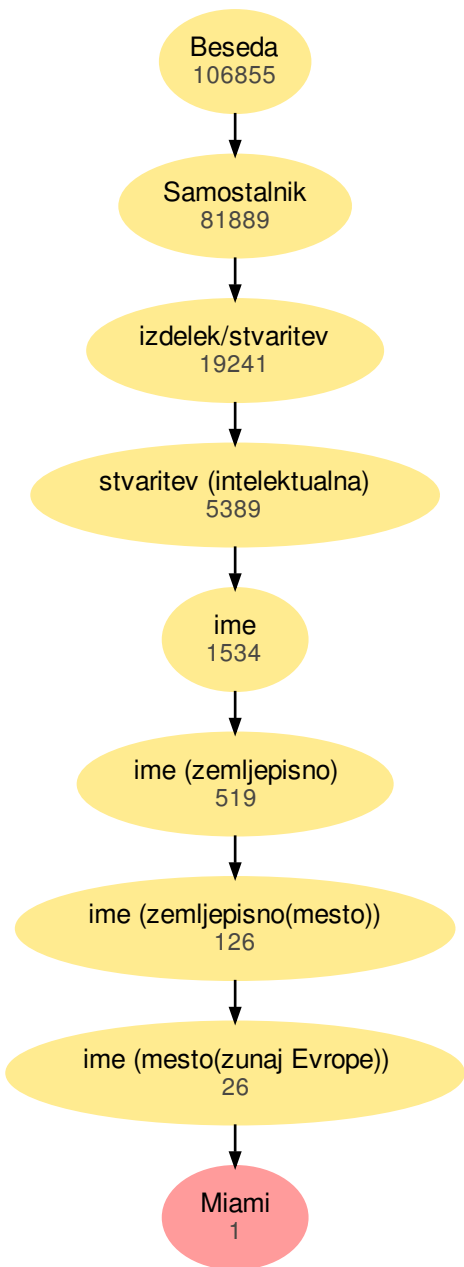 Beseda
106855
Samostalnik
81889
izdelek/stvaritev
19241
stvaritev (intelektualna)
5389
ime
1534
ime (zemljepisno)
519
ime (zemljepisno(mesto))
126
ime (mesto(zunaj Evrope))
26
Miami
1